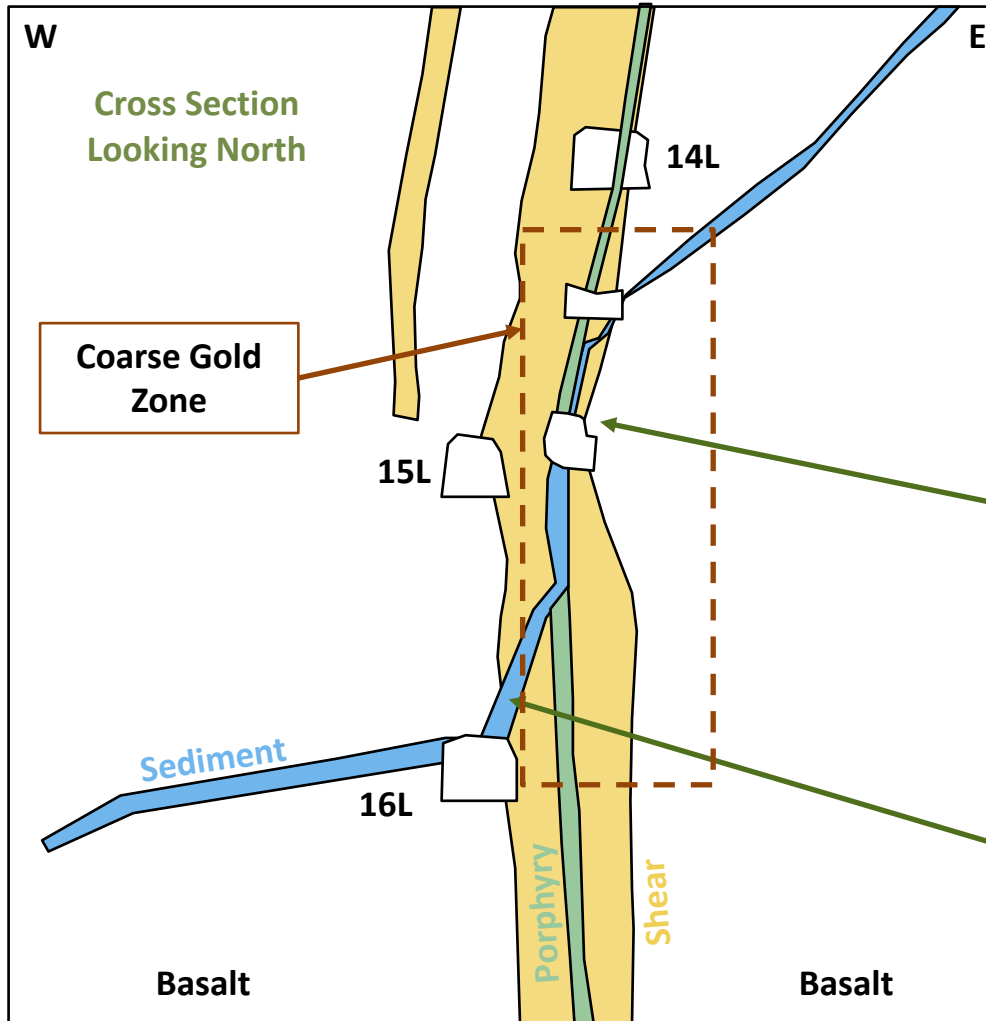 W
E
Cross Section
Looking North
14L
Coarse Gold
Zone
15L
Sediment
16L
Porphyry
Shear
Basalt
Basalt